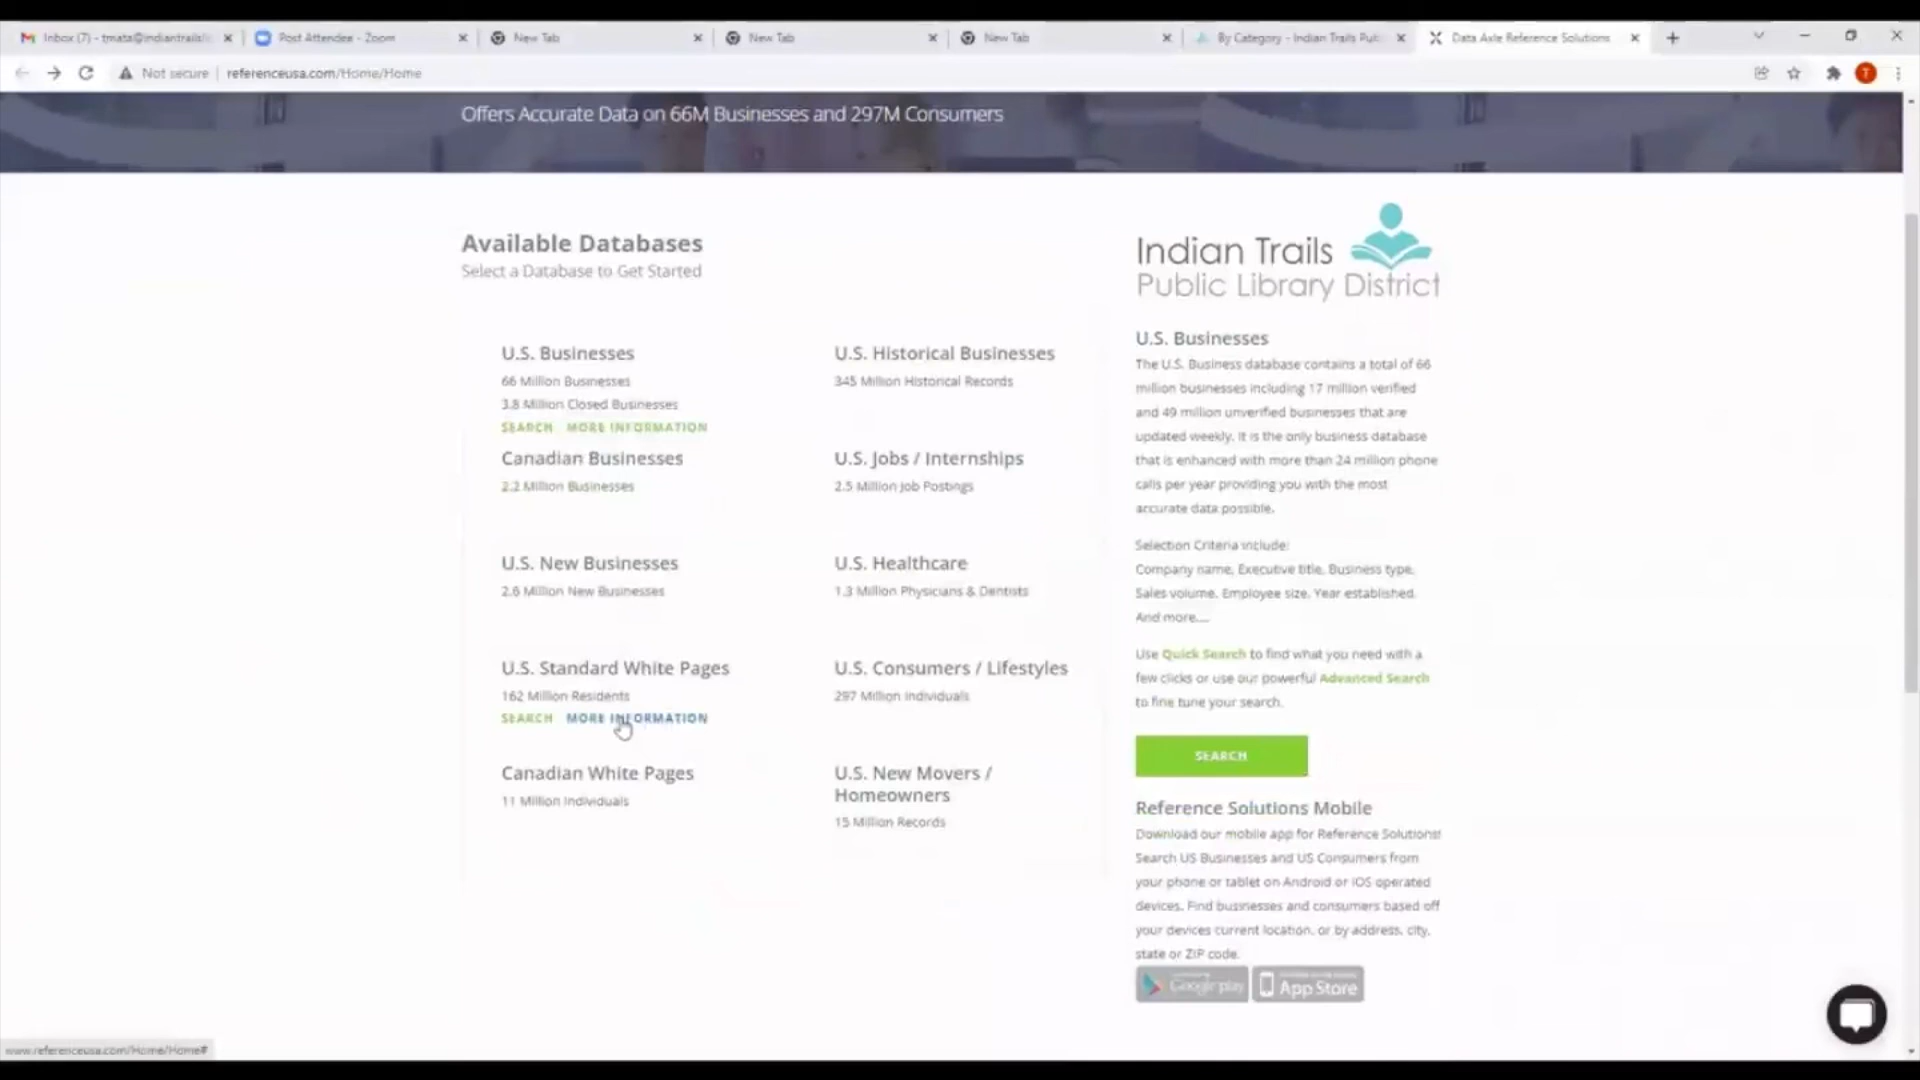 Inbox (7) - tmata@indiantrailsli
Post Attendee - Zoom
New Tab
New Tab
New Tab
By Category - Indian Trails Publ
Data Axle Reference Solutions
Not secure
referenceusa.com/Home/Home
T
Offers Accurate Data on 66M Businesses and 297M Consumers
Available Databases
Select a Database to Get Started
U.S. Businesses
66 Million Businesses
3.8 Million Closed Businesses
SEARCH MORE INFORMATION
U.S. Historical Businesses
345 Million Historical Records
Canadian Businesses
2.2 Million Businesses
U.S. Jobs / Internships
2.5 Million Job Postings
U.S. New Businesses
2.6 Million New Businesses
U.S. Healthcare
1.3 Million Physicians & Dentists
U.S. Standard White Pages
162 Million Residents
SEARCH MORE INFORMATION
U.S. Consumers / Lifestyles
297 Million Individuals
Canadian White Pages
11 Million Individuals
U.S. New Movers /
Homeowners
15 Million Records
Indian Trails
Public Library District
U.S. Businesses
The U.S. Business database contains a total of 66
million businesses including 17 million verified
and 49 million unverified businesses that are
updated weekly. It is the only business database
that is enhanced with more than 24 million phone
calls per year providing you with the most
accurate data possible.
Selection Criteria include:
Company name, Executive title, Business type,
Sales volume, Employee size, Year established,
And more....
Use Quick Search to find what you need with a
few clicks or use our powerful Advanced Search
to fine tune your search.
SEARCH
Reference Solutions Mobile
Download our mobile app for Reference Solutions!
Search US Businesses and US Consumers from
your phone or tablet on Android or iOS operated
devices. Find businesses and consumers based off
your devices current location, or by address, city,
state or ZIP code.
Google play
App Store
www.referenceusa.com/Home/Home#